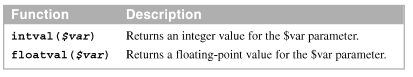 Function Description
intval($var) Returns an integer value for the $var parameter.
floatval($var) Returns a floating-point value for the $var parameter.